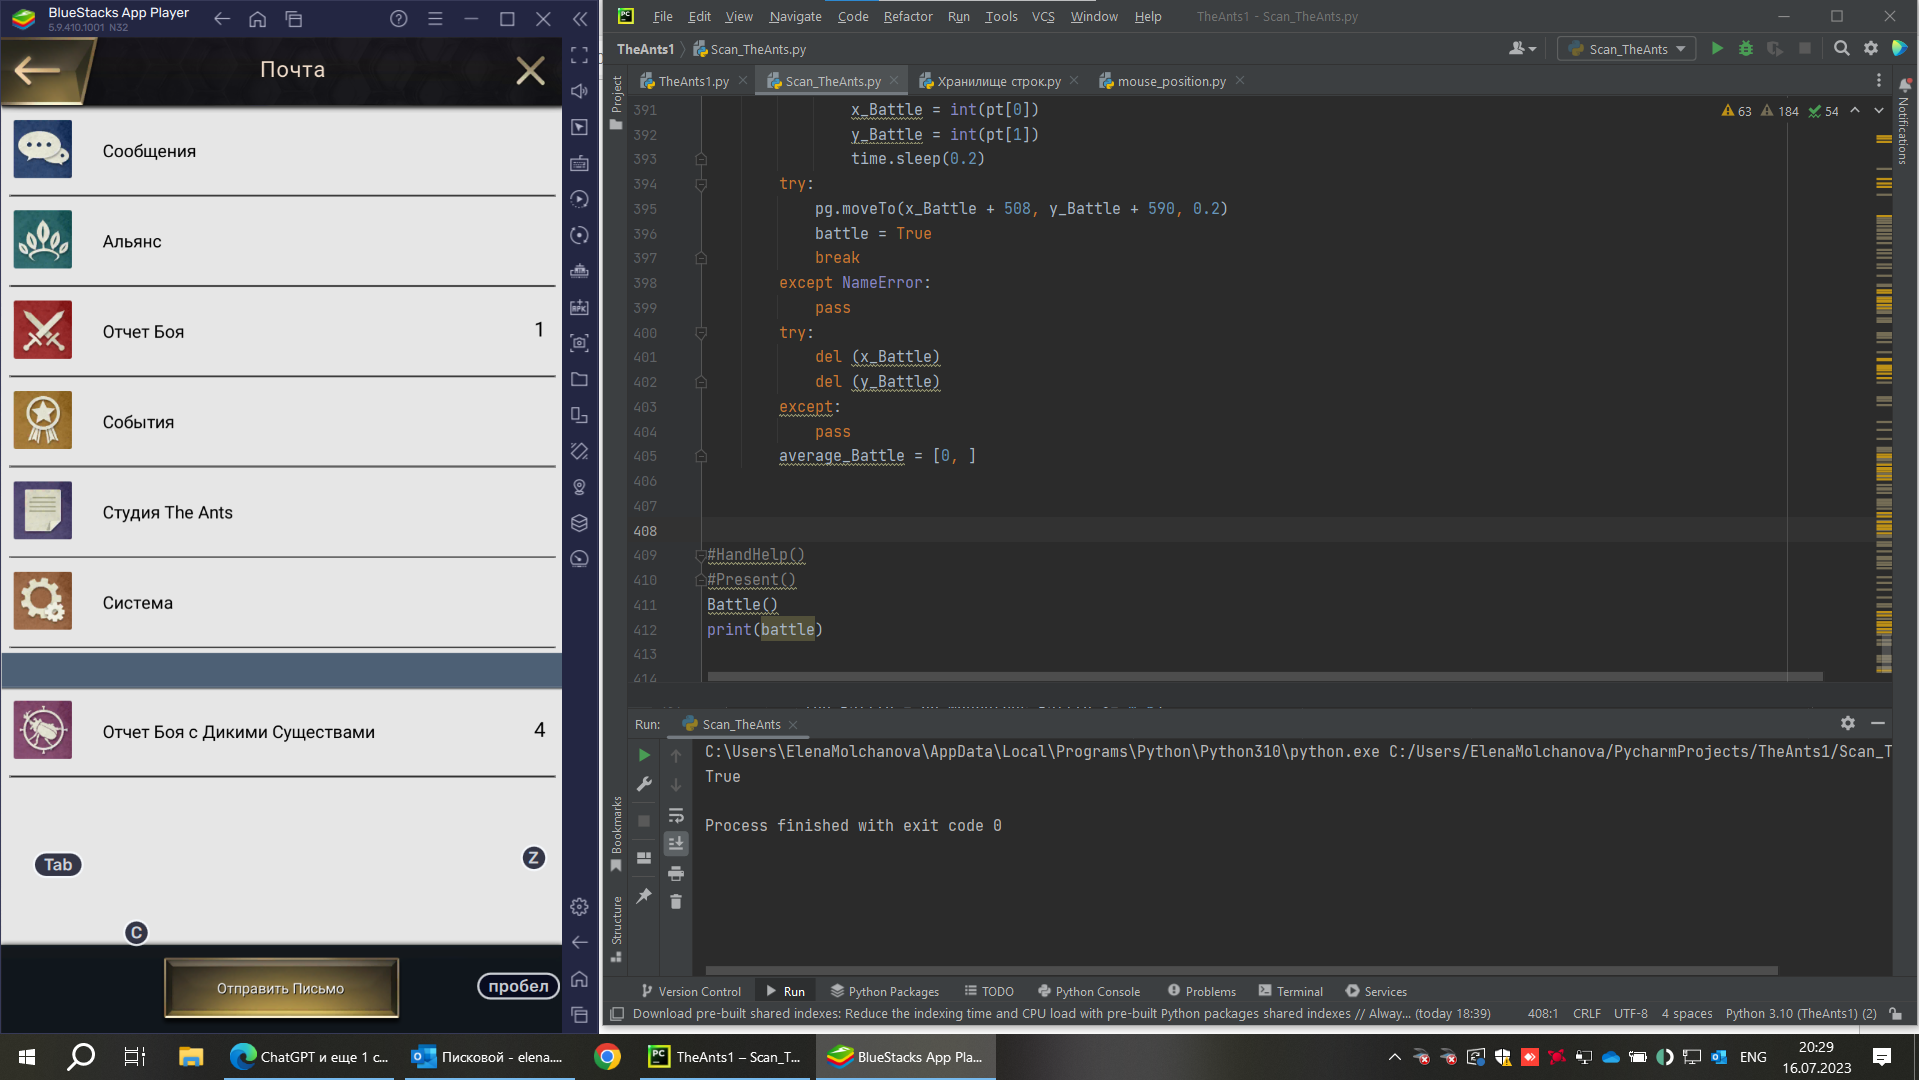 BlueStacks App Player
5.9.410.1001 N32
Почта
Сообщения
Альянс
Отчет Боя
1
События
Студия The Ants
Система
Отчет Боя с Дикими Существами
4
Tab
Z
C
Отправить Письмо
пробел
File Edit View Navigate Code Refactor Run Tools VCS Window Help
TheAnts1 - Scan_TheAnts.py
TheAnts1
Scan_TheAnts.py
Scan_TheAnts
TheAnts1.py
Scan_TheAnts.py
Хранилище строк.py
mouse_position.py
Project
Notifications
63 184 54
391 x_Battle = int(pt[0])
392 y_Battle = int(pt[1])
393 time.sleep(0.2)
394 try:
395 pg.moveTo(x_Battle + 508, y_Battle + 590, 0.2)
396 battle = True
397 break
398 except NameError:
399 pass
400 try:
401 del (x_Battle)
402 del (y_Battle)
403 except:
404 pass
405 average_Battle = [0, ]
406
407
408
409 #HandHelp()
410 #Present()
411 Battle()
412 print(battle)
413
414
Run: Scan_TheAnts
C:\Users\ElenaMolchanova\AppData\Local\Programs\Python\Python310\python.exe C:/Users/ElenaMolchanova/PycharmProjects/TheAnts1/Scan_T
True
Process finished with exit code 0
Bookmarks
Structure
Version Control Run Python Packages TODO Python Console Problems Terminal Services
Download pre-built shared indexes: Reduce the indexing time and CPU load with pre-built Python packages shared indexes // Alway... (today 18:39)
408:1 CRLF UTF-8 4 spaces Python 3.10 (TheAnts1) (2)
ChatGPT и еще 1 с...
Писковой - elena....
TheAnts1 – Scan_T...
BlueStacks App Pla...
ENG
20:29
16.07.2023